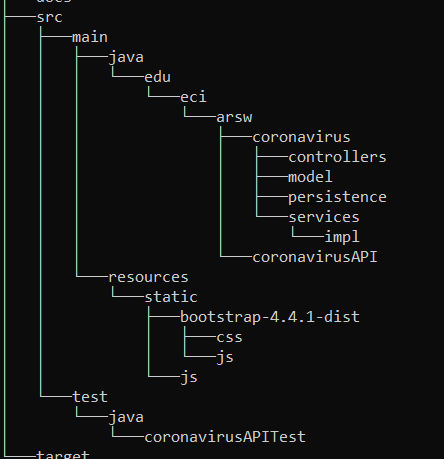 docs
src
main
java
edu
eci
arsw
coronavirus
controllers
model
persistence
services
impl
coronavirusAPI
resources
static
bootstrap-4.4.1-dist
css
js
js
test
java
coronavirusAPITest
target